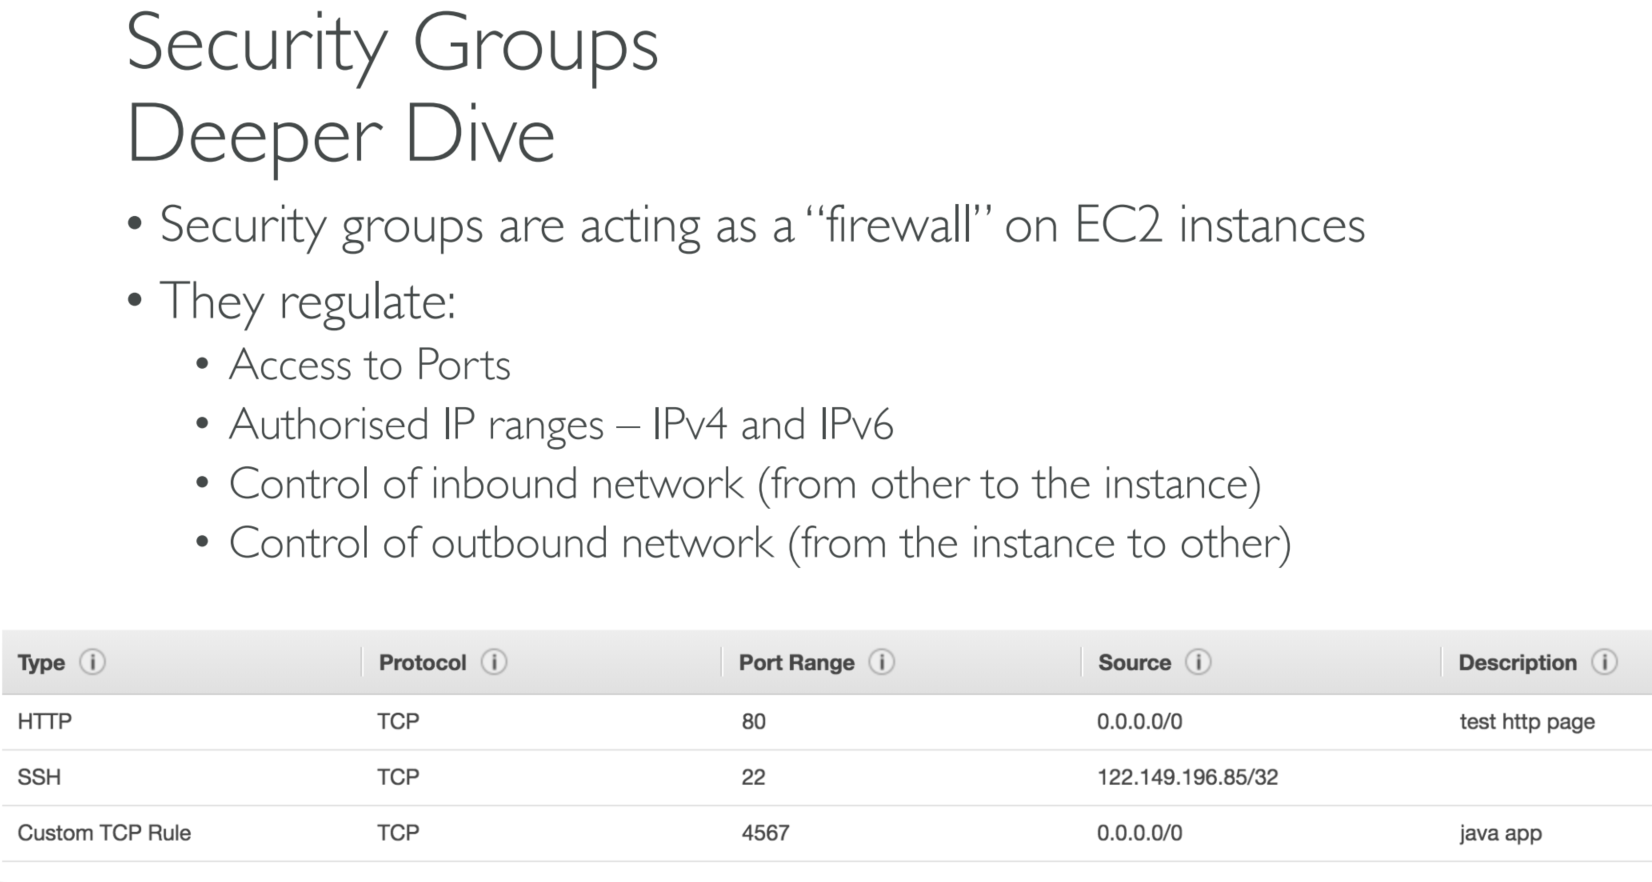 Security Groups
Deeper Dive
• Security groups are acting as a “firewall” on EC2 instances
• They regulate:
• Access to Ports
• Authorised IP ranges – IPv4 and IPv6
• Control of inbound network (from other to the instance)
• Control of outbound network (from the instance to other)
Type Protocol Port Range Source Description
HTTP TCP 80 0.0.0.0/0 test http page
SSH TCP 22 122.149.196.85/32
Custom TCP Rule TCP 4567 0.0.0.0/0 java app